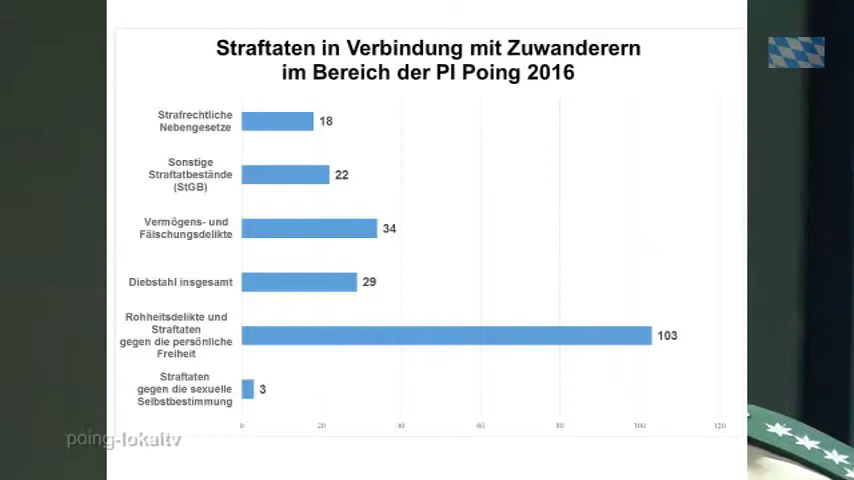 Straftaten in Verbindung mit Zuwanderern
im Bereich der PI Poing 2016
Strafrechtliche
Nebengesetze
18
Sonstige
Straftatbestände
(StGB)
22
Vermögens- und
Fälschungsdelikte
34
Diebstahl insgesamt
29
Rohheitsdelikte und
Straftaten
gegen die persönliche
Freiheit
103
Straftaten
gegen die sexuelle
Selbstbestimmung
3
0 20 40 60 80 100 120
poing-lokaltv